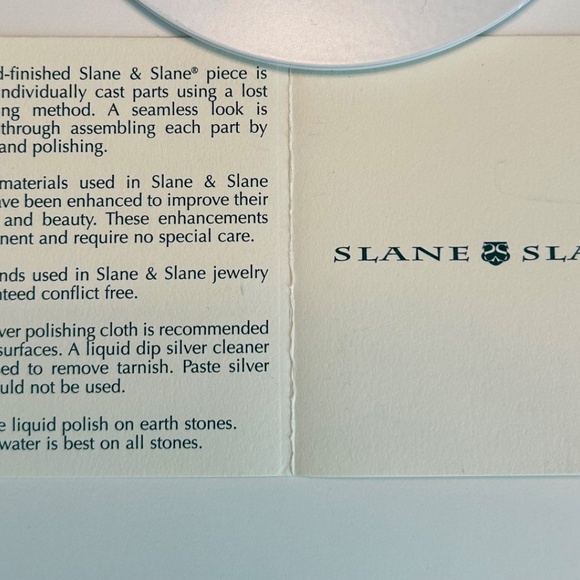 d-finished Slane & Slane® piece is
ndividually cast parts using a lost
ng method. A seamless look is
through assembling each part by
and polishing.
materials used in Slane & Slane
ave been enhanced to improve their
and beauty. These enhancements
nent and require no special care.
nds used in Slane & Slane jewelry
nteed conflict free.
ver polishing cloth is recommended
surfaces. A liquid dip silver cleaner
ed to remove tarnish. Paste silver
uld not be used.
e liquid polish on earth stones.
water is best on all stones.
SLANE SLA